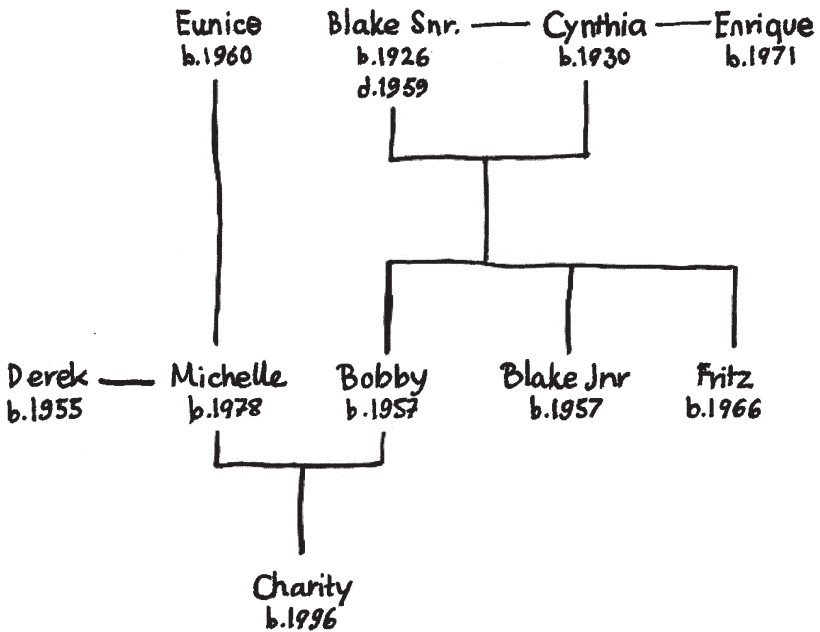 Eunice
b.1960
Blake Snr.
b.1926
d.1959
Cynthia
b.1930
Enrique
b.1971
Derek
b.1955
Michelle
b.1978
Bobby
b.1957
Blake Jnr
b.1957
Fritz
b.1966
Charity
b.1996